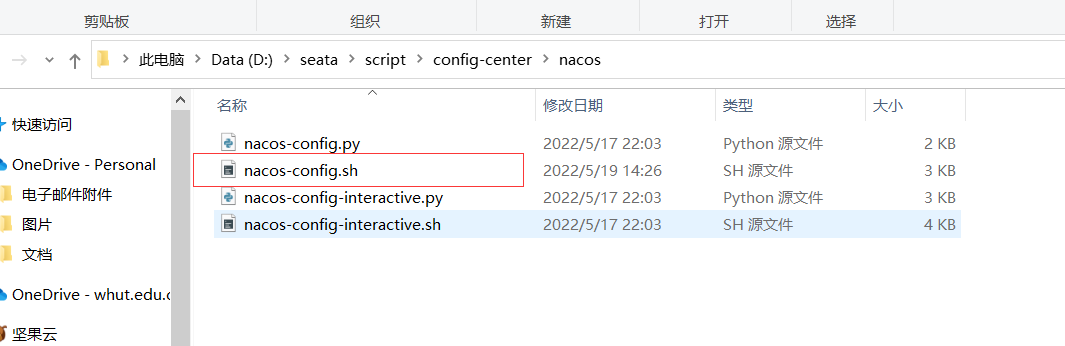 剪贴板 组织 新建 打开 选择
此电脑 Data (D:) seata script config-center nacos
名称 修改日期 类型 大小
快速访问
OneDrive - Personal
电子邮件附件
图片
文档
OneDrive - whut.edu.c
坚果云
nacos-config.py 2022/5/17 22:03 Python 源文件 2 KB
nacos-config.sh 2022/5/19 14:26 SH 源文件 3 KB
nacos-config-interactive.py 2022/5/17 22:03 Python 源文件 3 KB
nacos-config-interactive.sh 2022/5/17 22:03 SH 源文件 4 KB